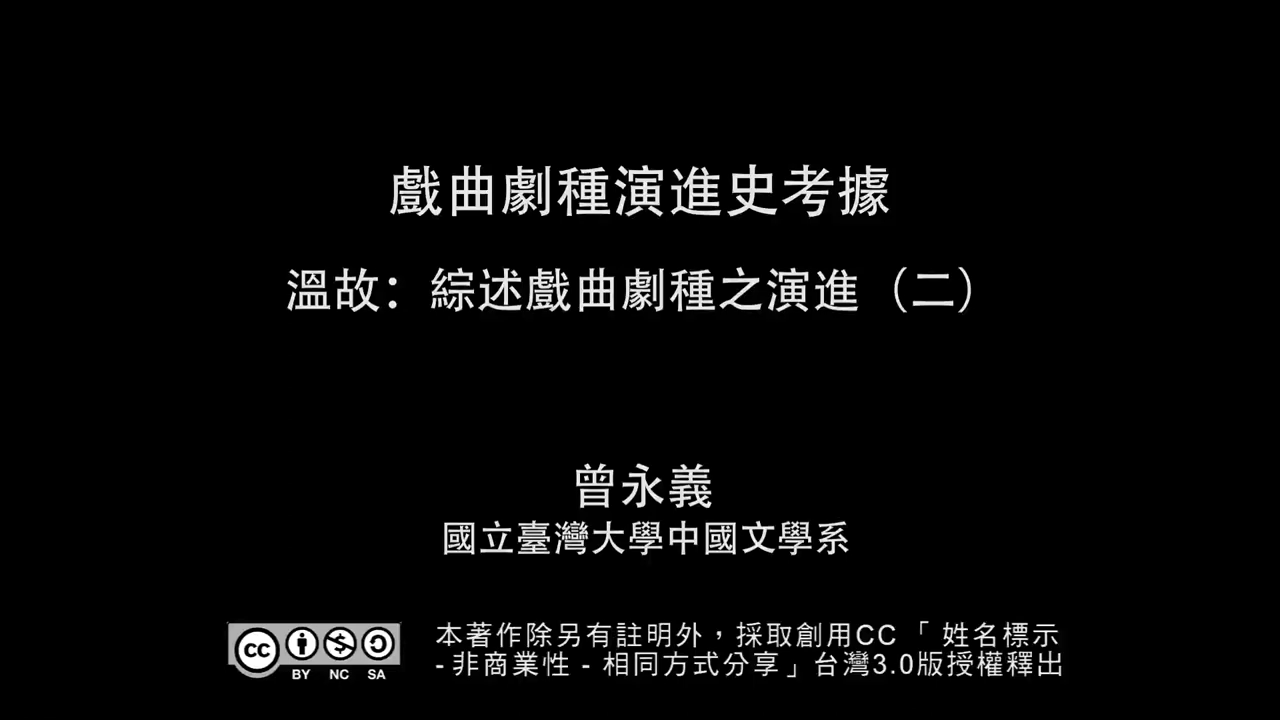 戲曲劇種演進史考據
溫故：綜述戲曲劇種之演進（二）
曾永義
國立臺灣大學中國文學系
cc
BY NC SA
本著作除另有註明外，採取創用CC「 姓名標示
- 非商業性 - 相同方式分享」台灣3.0版授權釋出